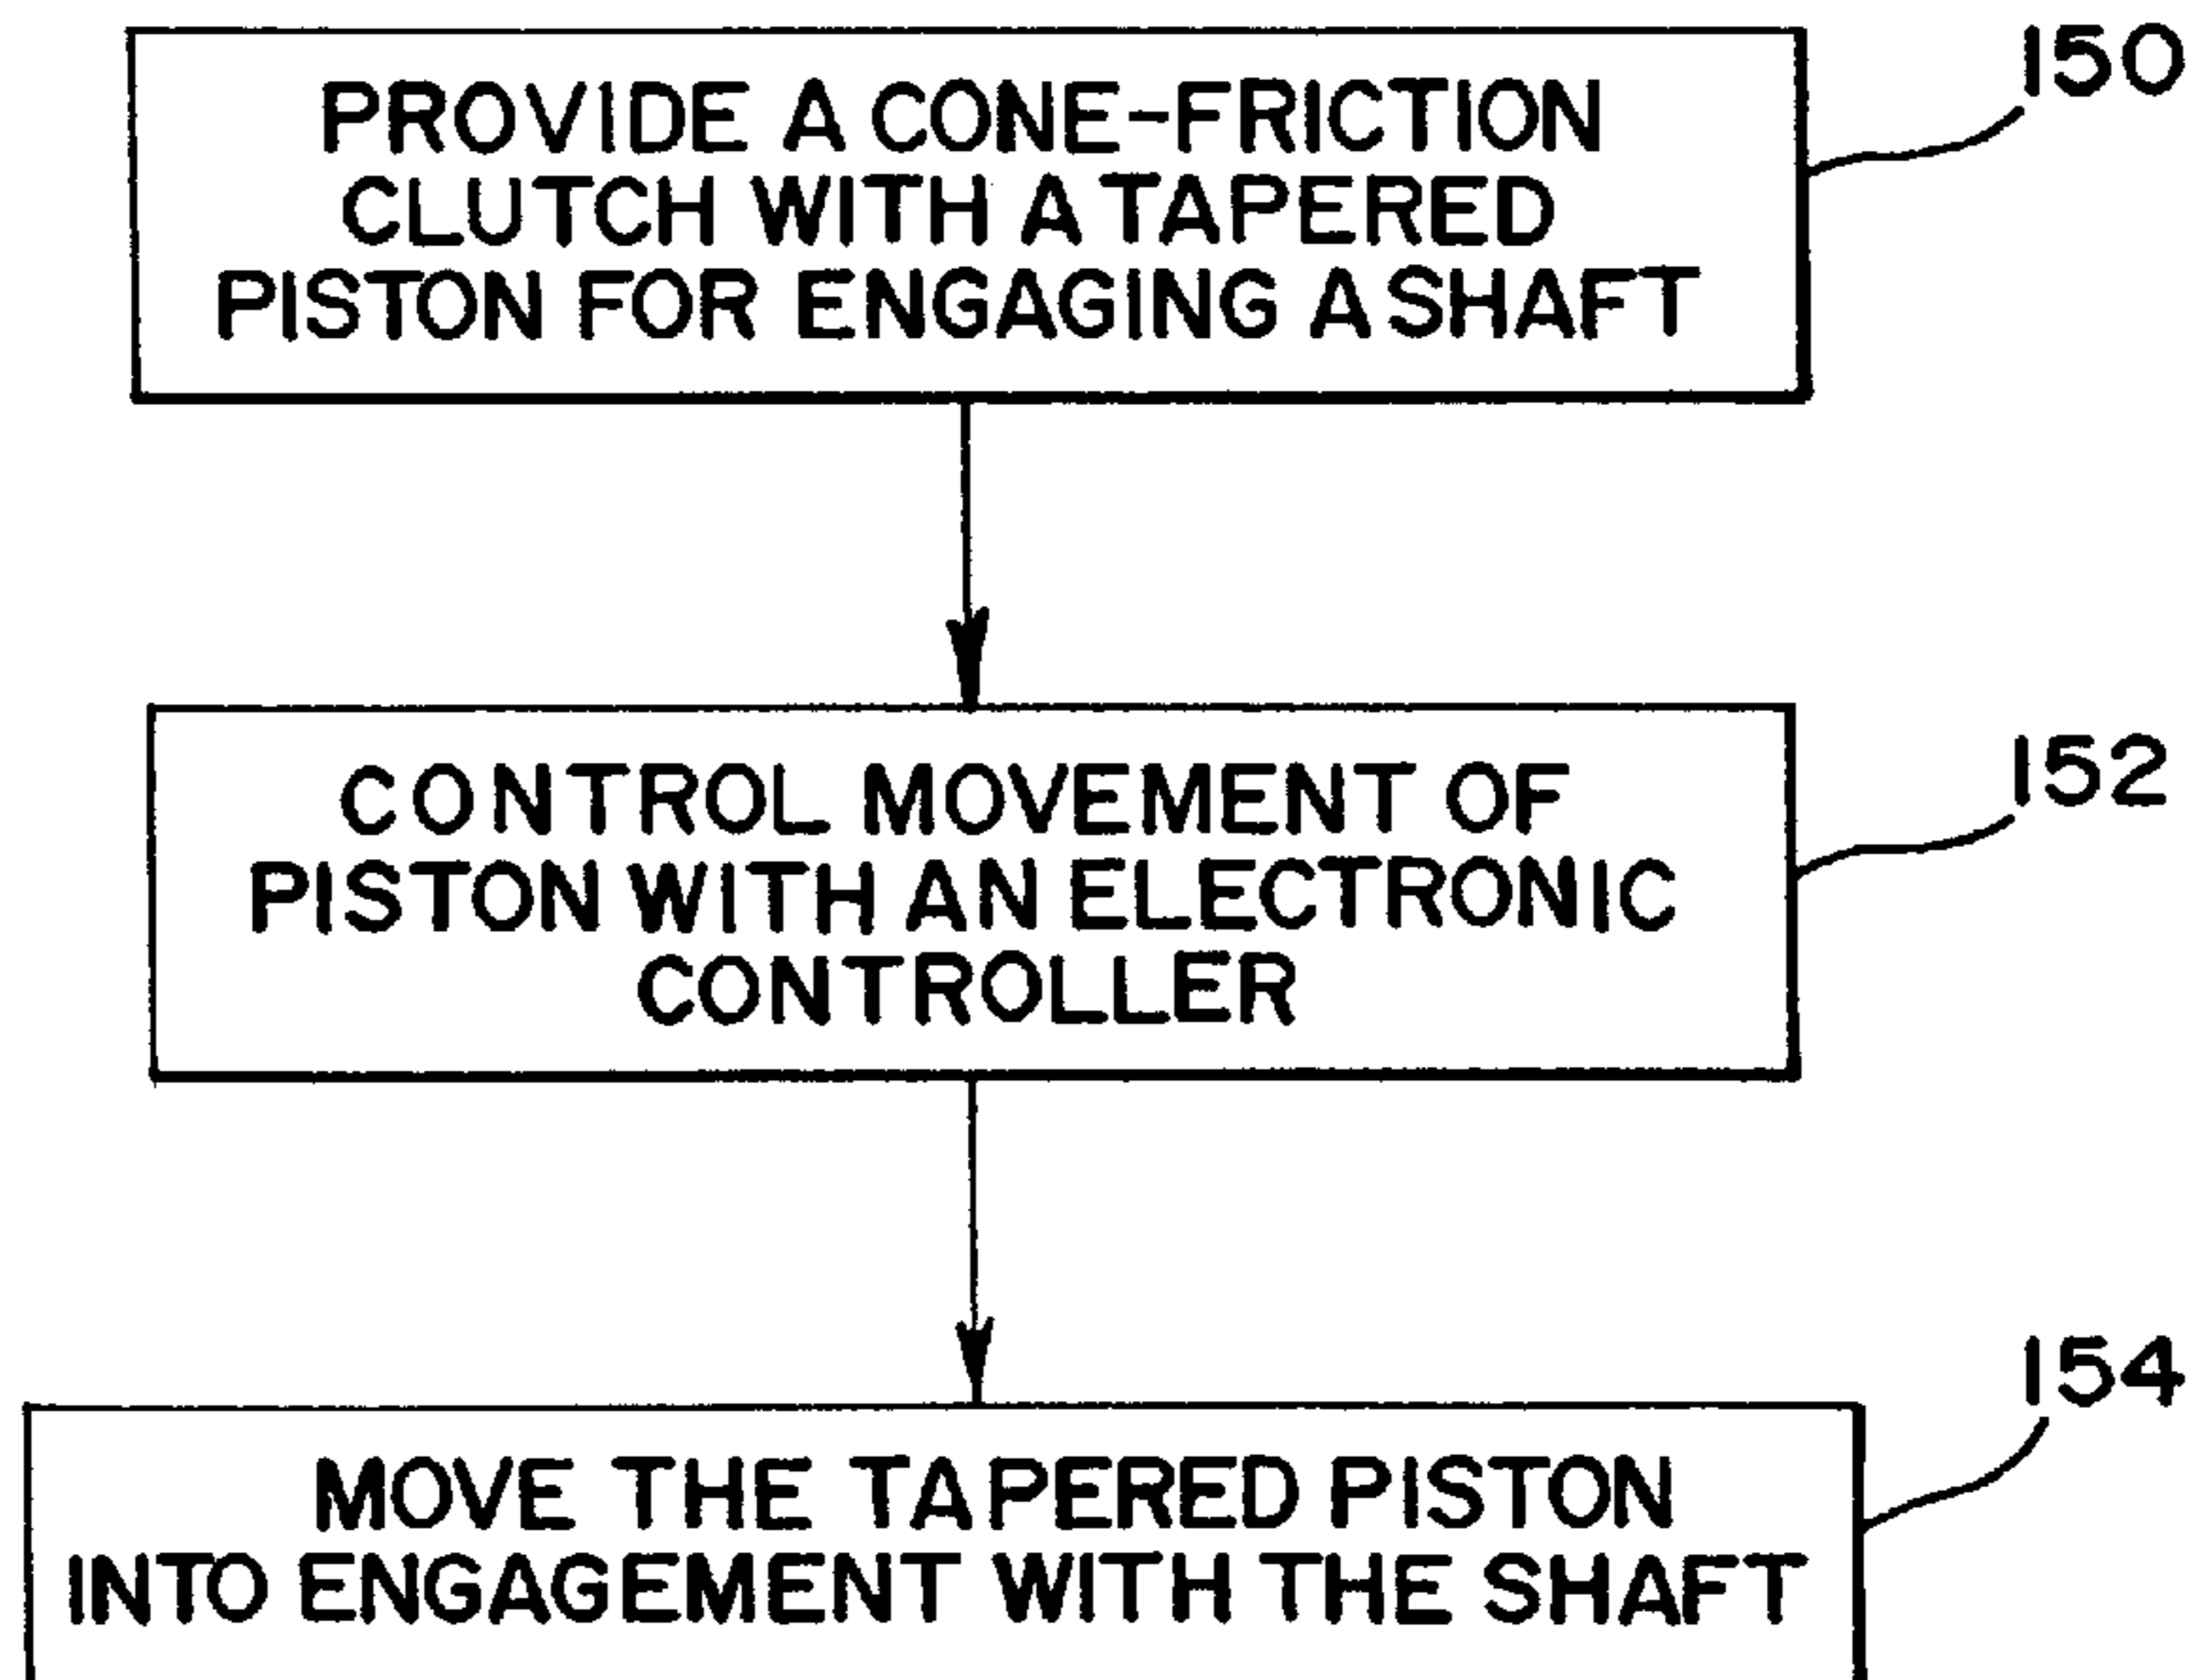 PROVIDE A CONE-FRICTION
CLUTCH WITH A TAPERED
PISTON FOR ENGAGING A SHAFT
150
CONTROL MOVEMENT OF
PISTON WITH AN ELECTRONIC
CONTROLLER
152
MOVE THE TAPERED PISTON
INTO ENGAGEMENT WITH THE SHAFT
154